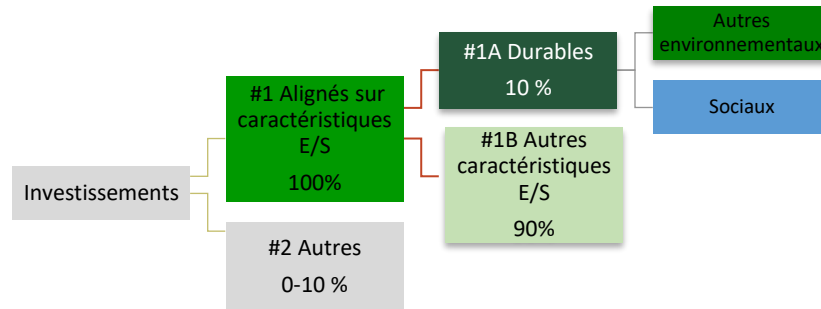 Investissements
#1 Alignés sur
caractéristiques
E/S
100%
#2 Autres
0-10 %
#1A Durables
10 %
#1B Autres
caractéristiques
E/S
90%
Autres
environnementaux
Sociaux